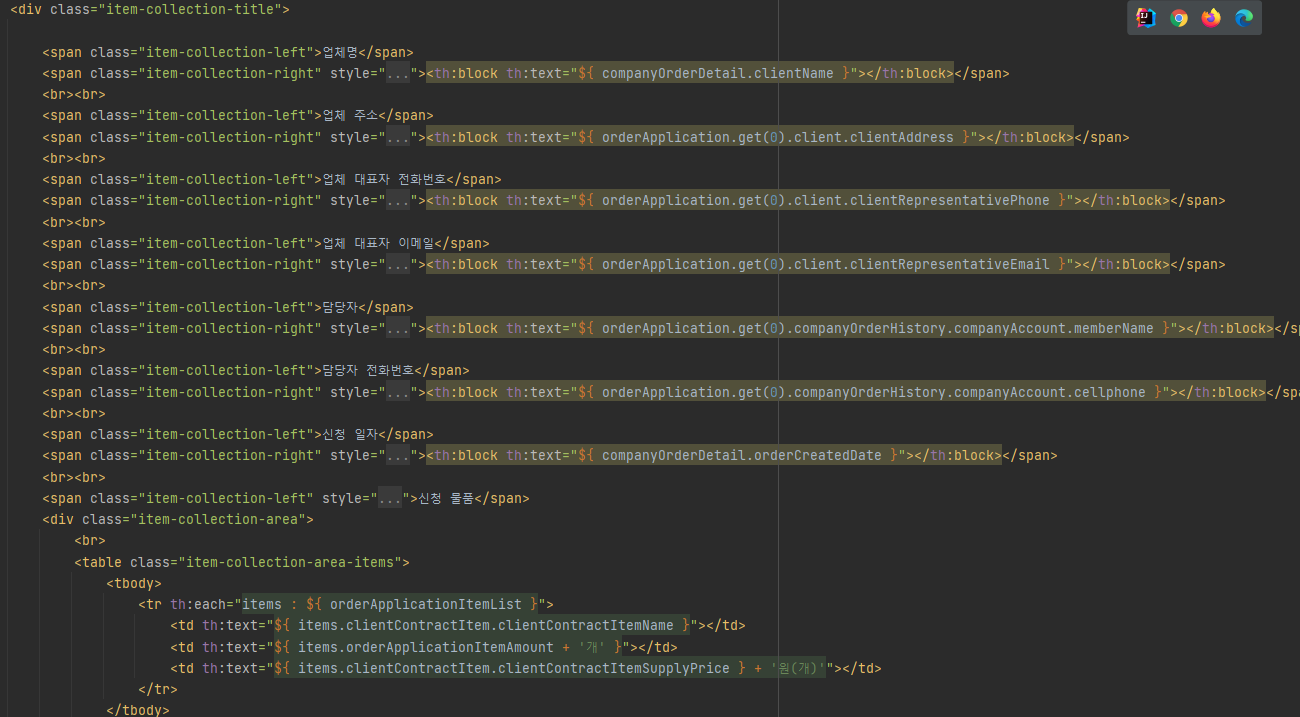 <div class="item-collection-title">
<span class="item-collection-left">업체명</span>
<span class="item-collection-right" style="..."><th:block th:text="${ companyOrderDetail.clientName }"></th:block></span>
<br><br>
<span class="item-collection-left">업체 주소</span>
<span class="item-collection-right" style="..."><th:block th:text="${ orderApplication.get(0).client.clientAddress }"></th:block></span>
<br><br>
<span class="item-collection-left">업체 대표자 전화번호</span>
<span class="item-collection-right" style="..."><th:block th:text="${ orderApplication.get(0).client.clientRepresentativePhone }"></th:block></span>
<br><br>
<span class="item-collection-left">업체 대표자 이메일</span>
<span class="item-collection-right" style="..."><th:block th:text="${ orderApplication.get(0).client.clientRepresentativeEmail }"></th:block></span>
<br><br>
<span class="item-collection-left">담당자</span>
<span class="item-collection-right" style="..."><th:block th:text="${ orderApplication.get(0).companyOrderHistory.companyAccount.memberName }"></th:block></sp
<br><br>
<span class="item-collection-left">담당자 전화번호</span>
<span class="item-collection-right" style="..."><th:block th:text="${ orderApplication.get(0).companyOrderHistory.companyAccount.cellphone }"></th:block></spa
<br><br>
<span class="item-collection-left">신청 일자</span>
<span class="item-collection-right" style="..."><th:block th:text="${ companyOrderDetail.orderCreatedDate }"></th:block></span>
<br><br>
<span class="item-collection-left" style="...">신청 물품</span>
<div class="item-collection-area">
<br>
<table class="item-collection-area-items">
<tbody>
<tr th:each="items : ${ orderApplicationItemList }">
<td th:text="${ items.clientContractItem.clientContractItemName }"></td>
<td th:text="${ items.orderApplicationItemAmount + '개' }"></td>
<td th:text="${ items.clientContractItem.clientContractItemSupplyPrice } + '원(개)'"></td>
</tr>
</tbody>